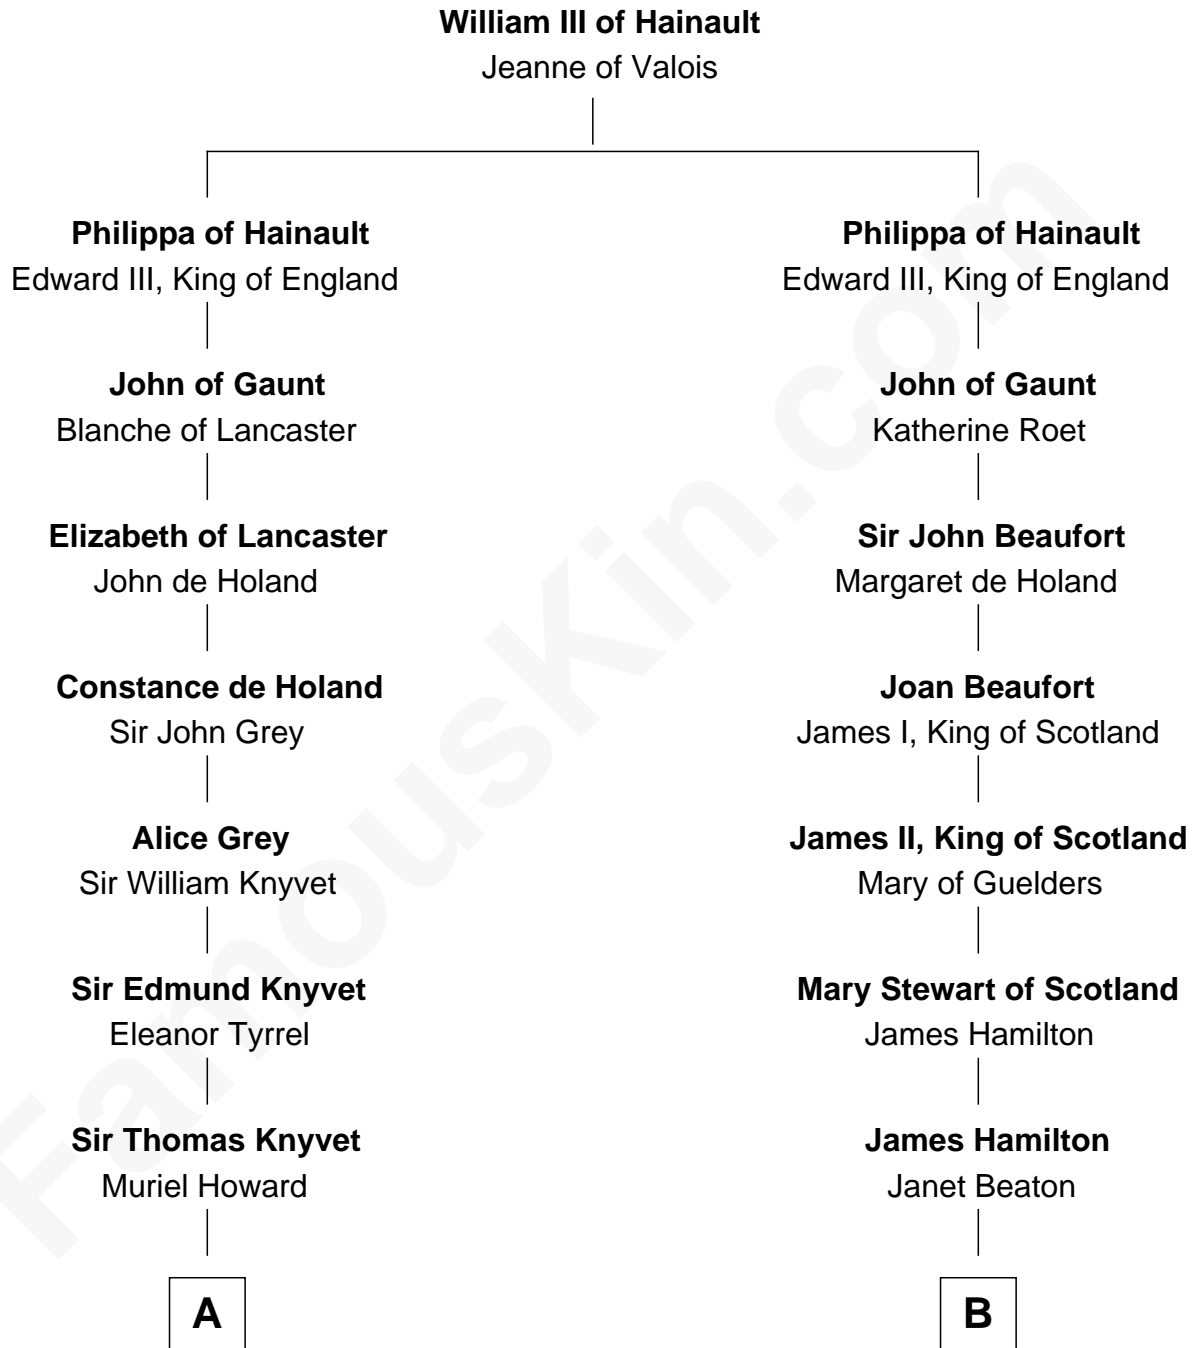 William III of Hainault
Jeanne of Valois
Philippa of Hainault
Edward III, King of England
John of Gaunt
Blanche of Lancaster
Elizabeth of Lancaster
John de Holand
Constance de Holand
Sir John Grey
Alice Grey
Sir William Knyvet
Sir Edmund Knyvet
Eleanor Tyrrel
Sir Thomas Knyvet
Muriel Howard
A
Philippa of Hainault
Edward III, King of England
John of Gaunt
Katherine Roet
Sir John Beaufort
Margaret de Holand
Joan Beaufort
James I, King of Scotland
James II, King of Scotland
Mary of Guelders
Mary Stewart of Scotland
James Hamilton
James Hamilton
Janet Beaton
B
FamousKin.com